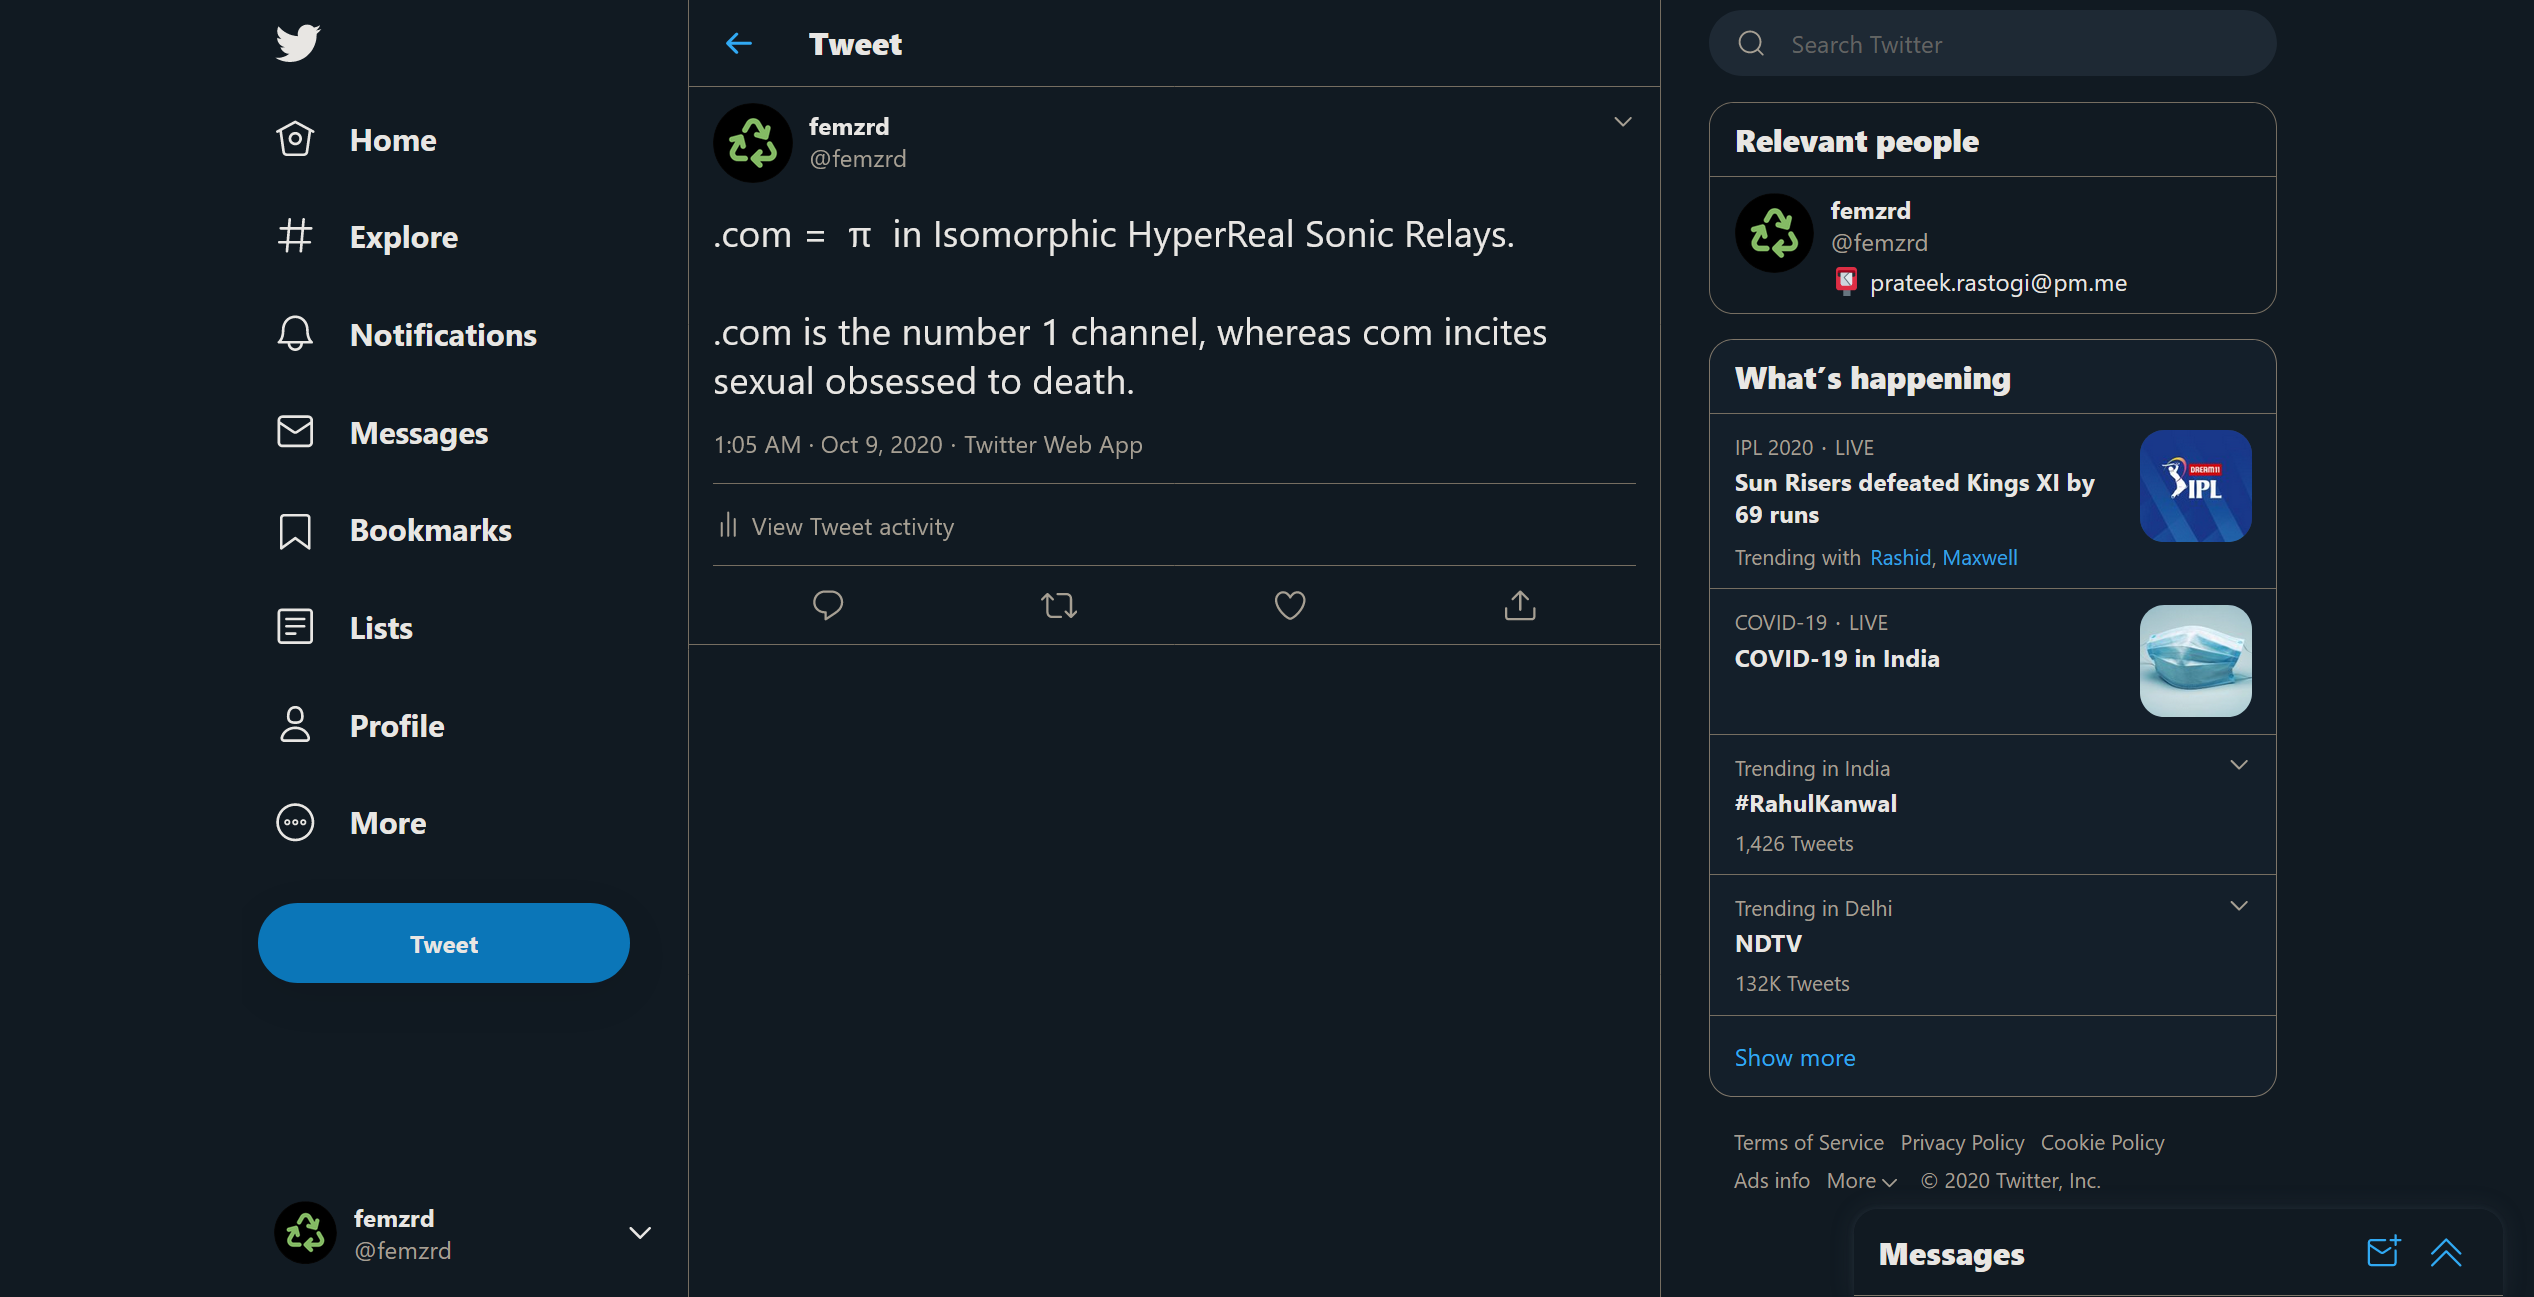 Home
Explore
Notifications
Messages
Bookmarks
Lists
Profile
More
Tweet
femzrd
@femzrd
Tweet
femzrd
@femzrd
.com = π in Isomorphic HyperReal Sonic Relays.
.com is the number 1 channel, whereas com incites
sexual obsessed to death.
1:05 AM · Oct 9, 2020 · Twitter Web App
View Tweet activity
Search Twitter
Relevant people
femzrd
@femzrd
prateek.rastogi@pm.me
What's happening
IPL 2020 · LIVE
Sun Risers defeated Kings XI by
69 runs
Trending with Rashid, Maxwell
DREAM11
IPL
COVID-19 · LIVE
COVID-19 in India
Trending in India
#RahulKanwal
1,426 Tweets
Trending in Delhi
NDTV
132K Tweets
Show more
Terms of Service Privacy Policy Cookie Policy
Ads info More © 2020 Twitter, Inc.
Messages